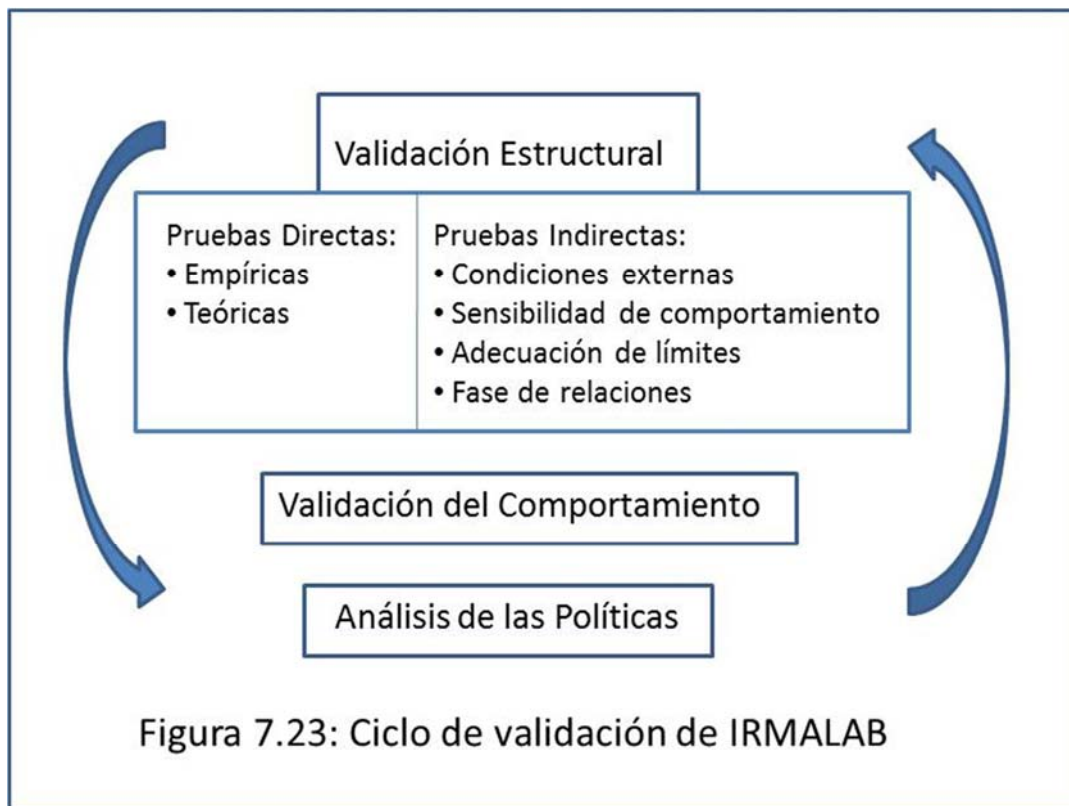 Validación Estructural
Pruebas Directas:
• Empíricas
• Teóricas
Pruebas Indirectas:
• Condiciones externas
• Sensibilidad de comportamiento
• Adecuación de límites
• Fase de relaciones
Validación del Comportamiento
Análisis de las Políticas
Figura 7.23: Ciclo de validación de IRMALAB